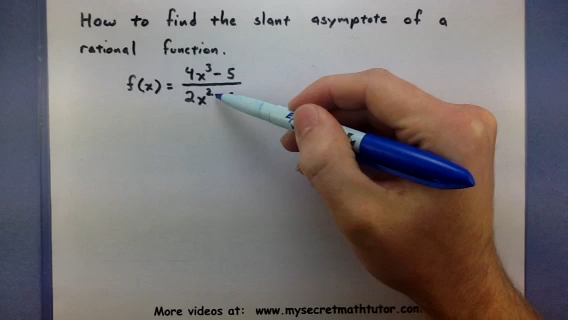 How to find the slant asymptote of a
rational function.
f(x) = 4x³ - 5
2x²
More videos at: www.mysecretmathtutor.com